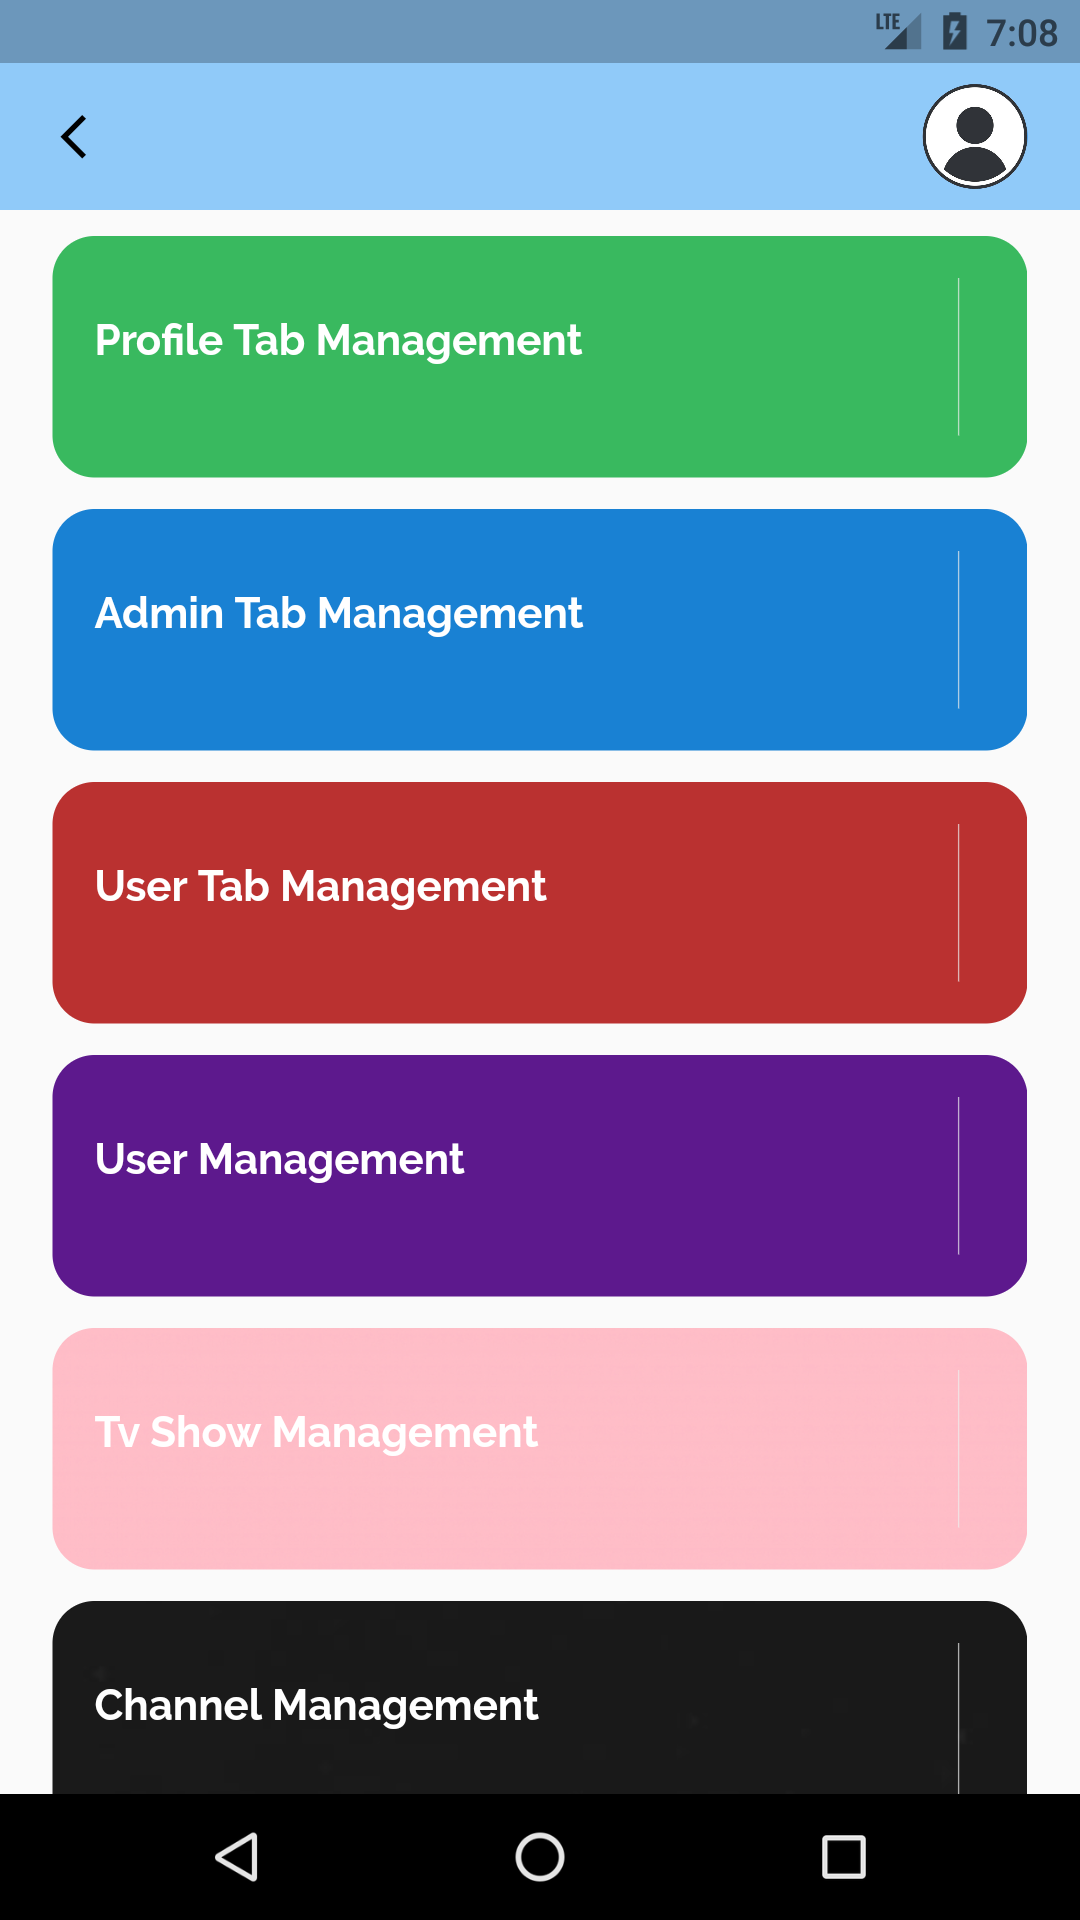 LTE 7:08
Profile Tab Management
Admin Tab Management
User Tab Management
User Management
Tv Show Management
Channel Management